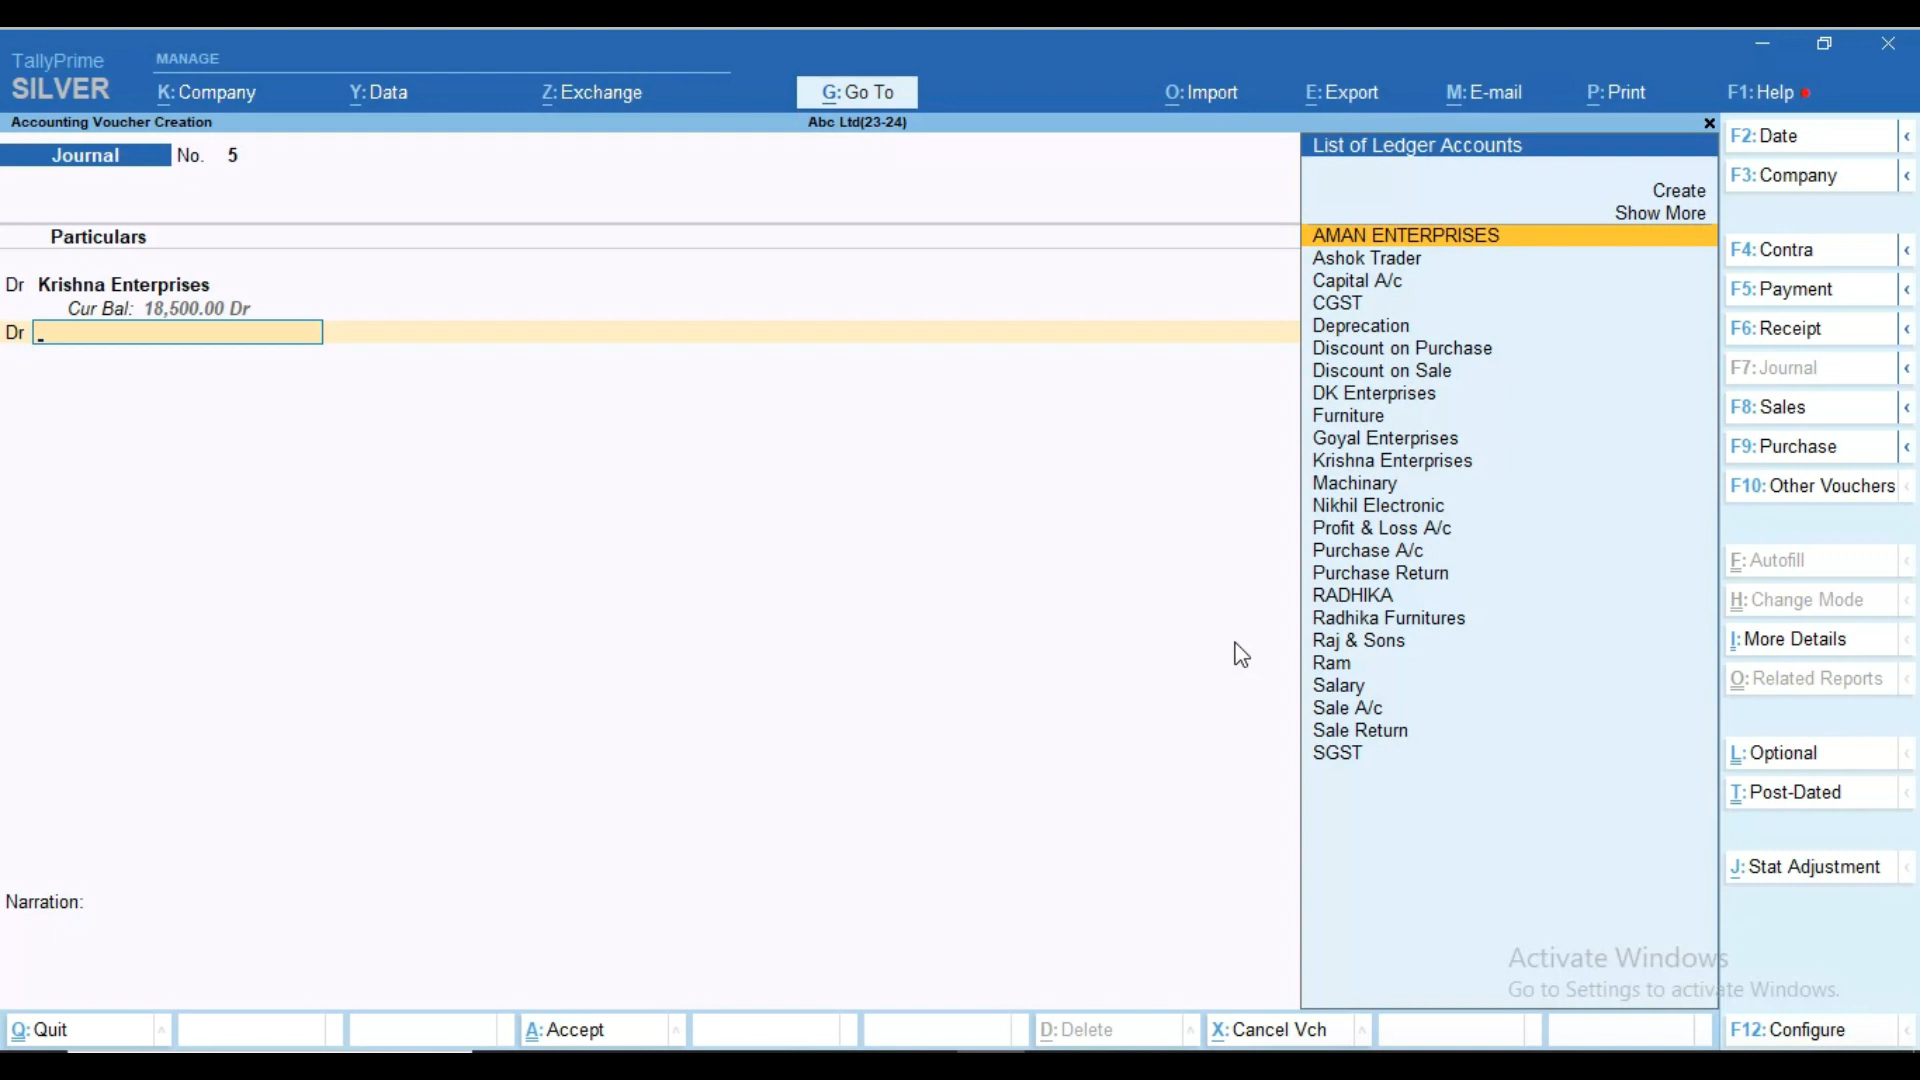 TallyPrime
SILVER
MANAGE
K: Company
Y: Data
Z: Exchange
G: Go To
O: Import
E: Export
M: E-mail
P: Print
F1: Help
Accounting Voucher Creation
Abc Ltd(23-24)
Journal No. 5
Particulars
Dr Krishna Enterprises
Cur Bal: 18,500.00 Dr
Dr
Narration:
List of Ledger Accounts
Create
Show More
AMAN ENTERPRISES
Ashok Trader
Capital A/c
CGST
Deprecation
Discount on Purchase
Discount on Sale
DK Enterprises
Furniture
Goyal Enterprises
Krishna Enterprises
Machinary
Nikhil Electronic
Profit & Loss A/c
Purchase A/c
Purchase Return
RADHIKA
Radhika Furnitures
Raj & Sons
Ram
Salary
Sale A/c
Sale Return
SGST
F2: Date
F3: Company
F4: Contra
F5: Payment
F6: Receipt
F7: Journal
F8: Sales
F9: Purchase
F10: Other Vouchers
F: Autofill
H: Change Mode
I: More Details
O: Related Reports
L: Optional
T: Post-Dated
J: Stat Adjustment
Activate Windows
Go to Settings to activate Windows.
Q: Quit
A: Accept
D: Delete
X: Cancel Vch
F12: Configure